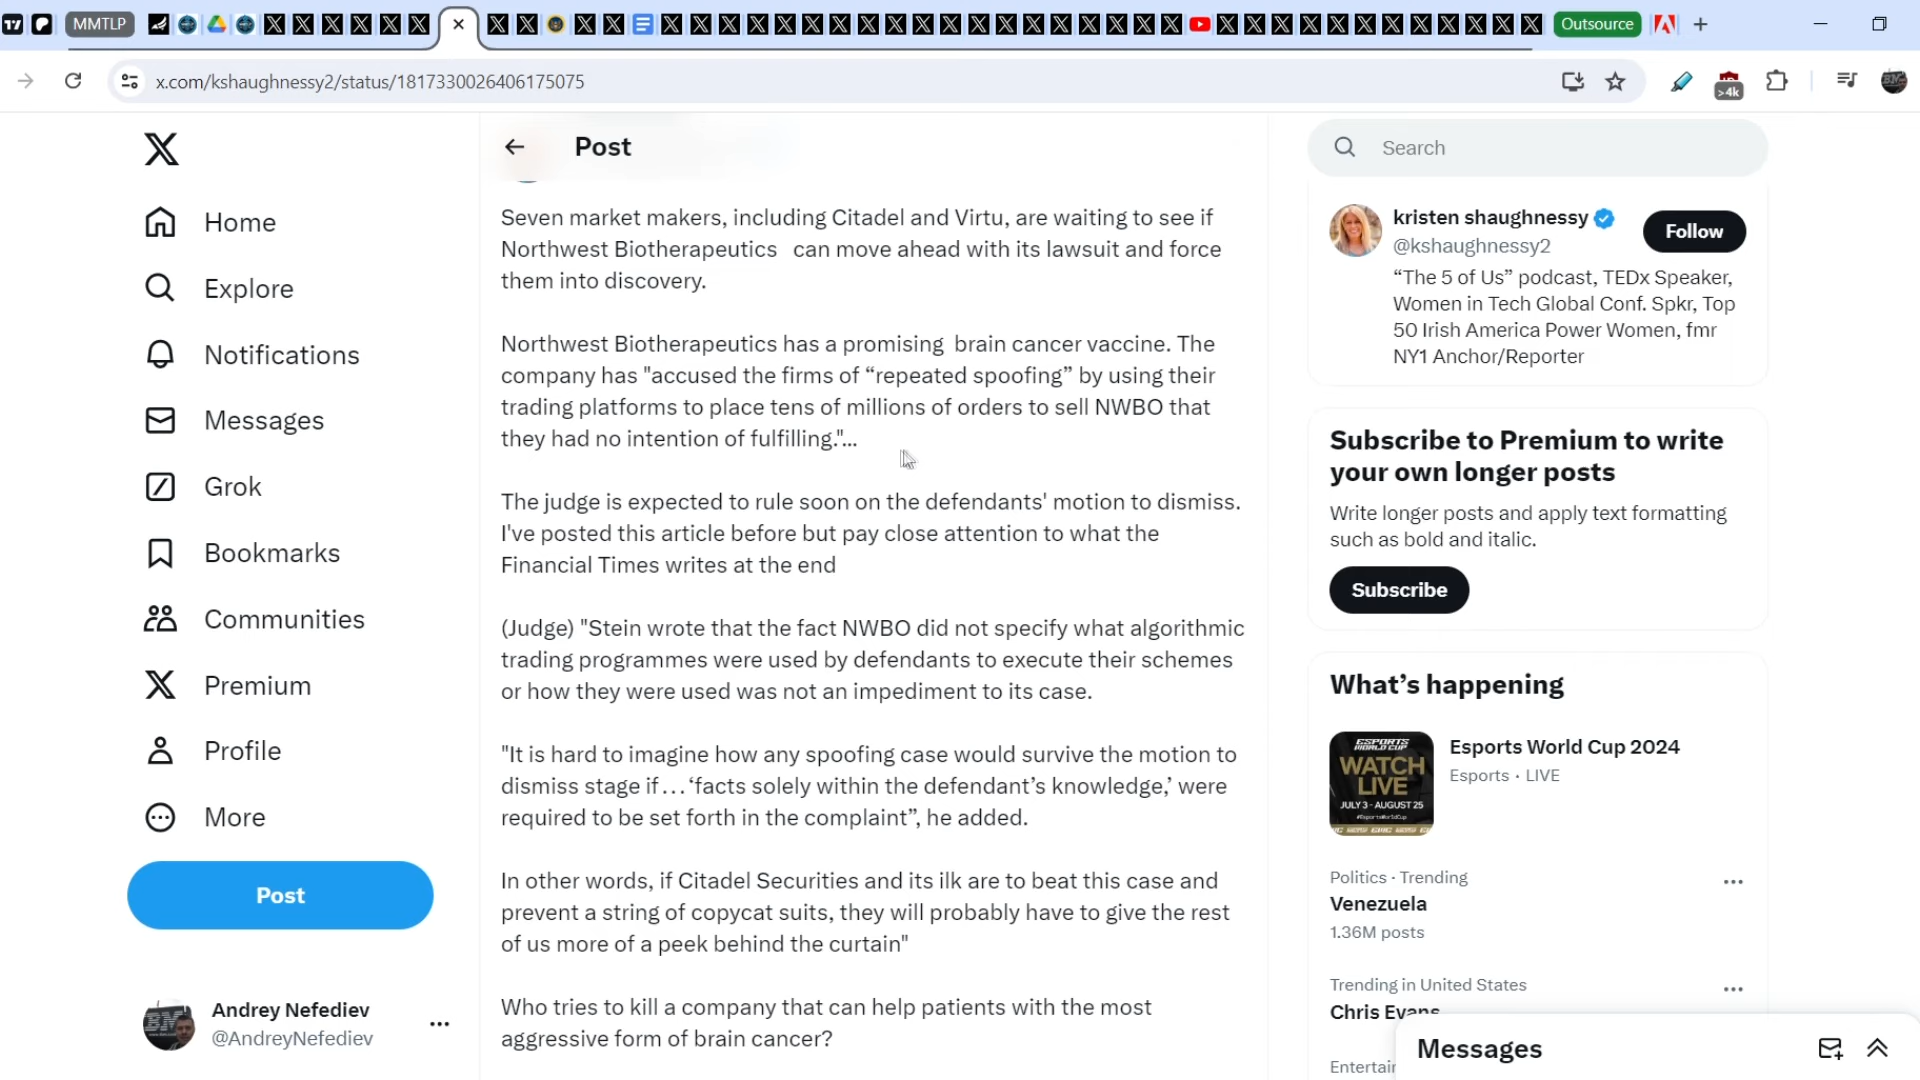 MMTLP
Outsource
x.com/kshaughnessy2/status/1817330026406175075
>4k
Home
Explore
Notifications
Messages
Grok
Bookmarks
Communities
Premium
Profile
More
Post
Andrey Nefediev
@AndreyNefediev
Post
Seven market makers, including Citadel and Virtu, are waiting to see if
Northwest Biotherapeutics can move ahead with its lawsuit and force
them into discovery.
Northwest Biotherapeutics has a promising brain cancer vaccine. The
company has "accused the firms of “repeated spoofing” by using their
trading platforms to place tens of millions of orders to sell NWBO that
they had no intention of fulfilling."...
The judge is expected to rule soon on the defendants' motion to dismiss.
I've posted this article before but pay close attention to what the
Financial Times writes at the end
(Judge) "Stein wrote that the fact NWBO did not specify what algorithmic
trading programmes were used by defendants to execute their schemes
or how they were used was not an impediment to its case.
"It is hard to imagine how any spoofing case would survive the motion to
dismiss stage if . . . ‘facts solely within the defendant’s knowledge,’ were
required to be set forth in the complaint”, he added.
In other words, if Citadel Securities and its ilk are to beat this case and
prevent a string of copycat suits, they will probably have to give the rest
of us more of a peek behind the curtain"
Who tries to kill a company that can help patients with the most
aggressive form of brain cancer?
Search
kristen shaughnessy
@kshaughnessy2
Follow
“The 5 of Us” podcast, TEDx Speaker,
Women in Tech Global Conf. Spkr, Top
50 Irish America Power Women, fmr
NY1 Anchor/Reporter
Subscribe to Premium to write
your own longer posts
Write longer posts and apply text formatting
such as bold and italic.
Subscribe
What’s happening
ESPORTS
WORLD CUP
WATCH
LIVE
JULY 3 - AUGUST 25
Esports World Cup 2024
Esports · LIVE
Politics · Trending
Venezuela
1.36M posts
Trending in United States
Chris Evans
Messages